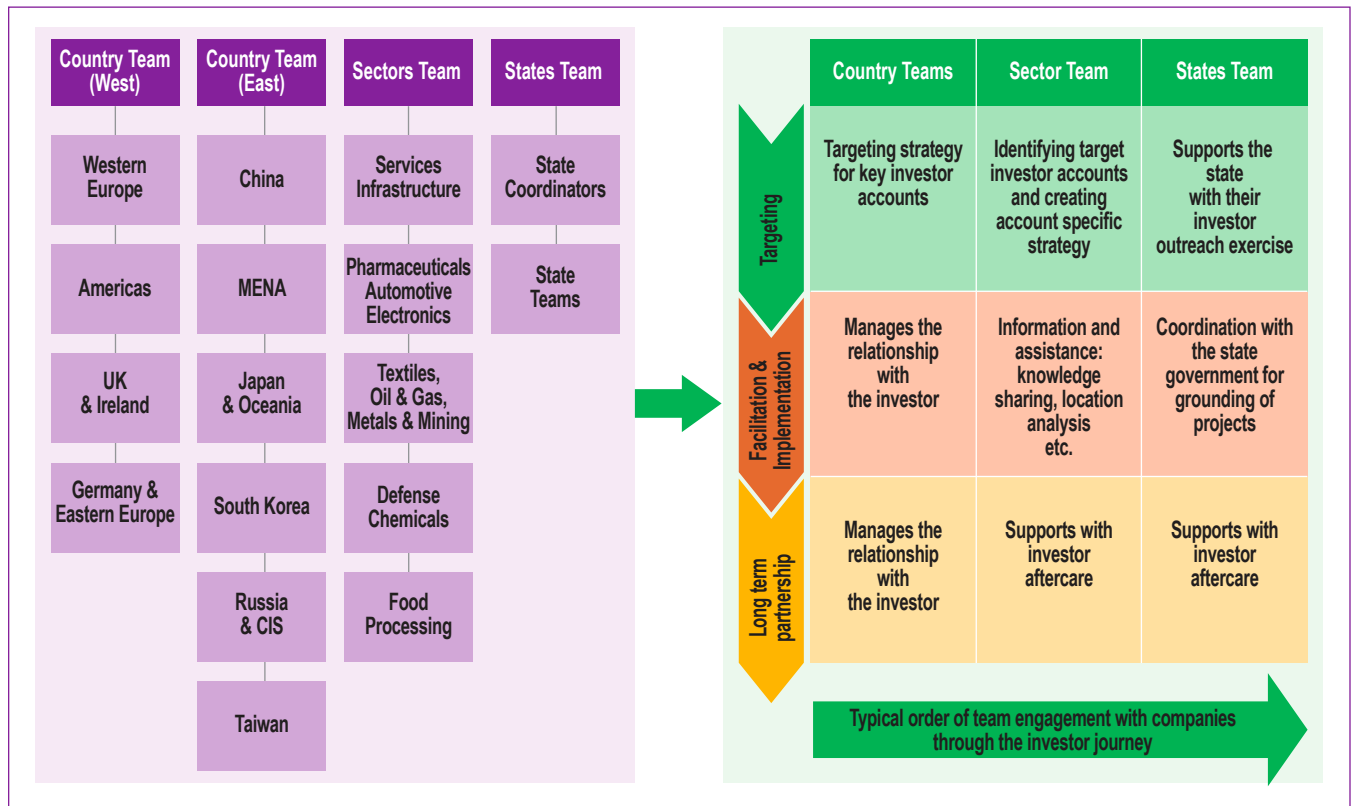 Country Team
(West)
Western
Europe
Americas
UK
& Ireland
Germany &
Eastern Europe
Country Team
(East)
China
MENA
Japan
& Oceania
South Korea
Russia
& CIS
Taiwan
Sectors Team
Services
Infrastructure
Pharmaceuticals
Automotive
Electronics
Textiles,
Oil & Gas,
Metals & Mining
Defense
Chemicals
Food
Processing
States Team
State
Coordinators
State
Teams
Country Teams
Sector Team
States Team
Targeting
Targeting strategy
for key investor
accounts
Identifying target
investor accounts
and creating
account specific
strategy
Supports the
state
with their
investor
outreach exercise
Facilitation &
Implementation
Manages the
relationship
with
the investor
Information and
assistance:
knowledge
sharing, location
analysis
etc.
Coordination with
the state
government for
grounding of
projects
Long term
partnership
Manages the
relationship
with
the investor
Supports with
investor
aftercare
Supports with
investor
aftercare
Typical order of team engagement with companies
through the investor journey